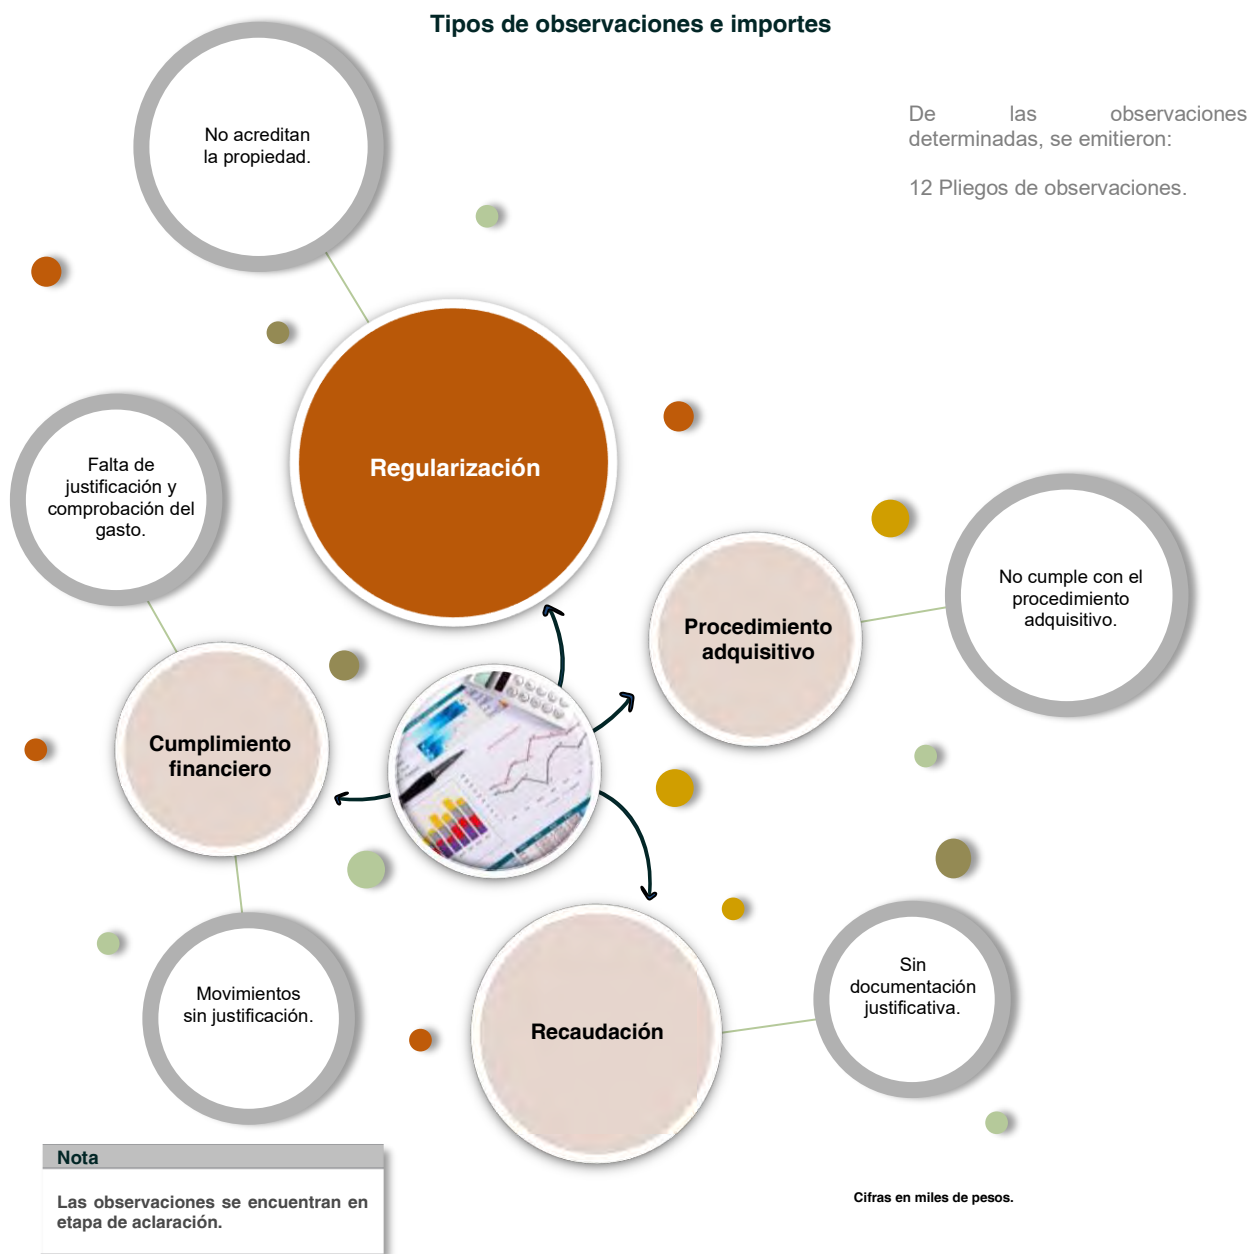 Tipos de observaciones e importes
De las observaciones
determinadas, se emitieron:
12 Pliegos de observaciones.
No acreditan
la propiedad.
Regularización
Falta de
justificación y
comprobación del
gasto.
No cumple con el
procedimiento
adquisitivo.
Procedimiento
adquisitivo
Cumplimiento
financiero
Movimientos
sin justificación.
Sin
documentación
justificativa.
Recaudación
Nota
Las observaciones se encuentran en
etapa de aclaración.
Cifras en miles de pesos.